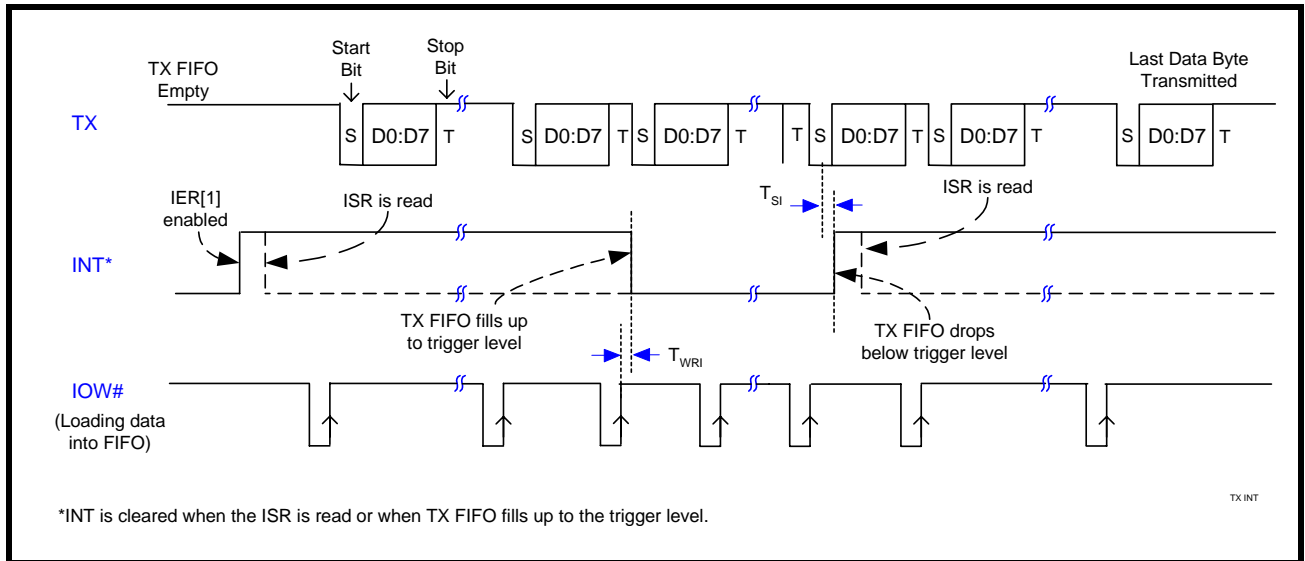 Start
Bit
Stop
Bit
TX FIFO
Empty
Last Data Byte
Transmitted
TX
S D0:D7 T S D0:D7 T S D0:D7 T T S D0:D7 T S D0:D7 T S D0:D7 T
IER[1]
enabled
ISR is read
TSI
ISR is read
INT*
TX FIFO fills up
to trigger level
TX FIFO drops
below trigger level
TWRI
IOW#
(Loading data
into FIFO)
TX INT
*INT is cleared when the ISR is read or when TX FIFO fills up to the trigger level.